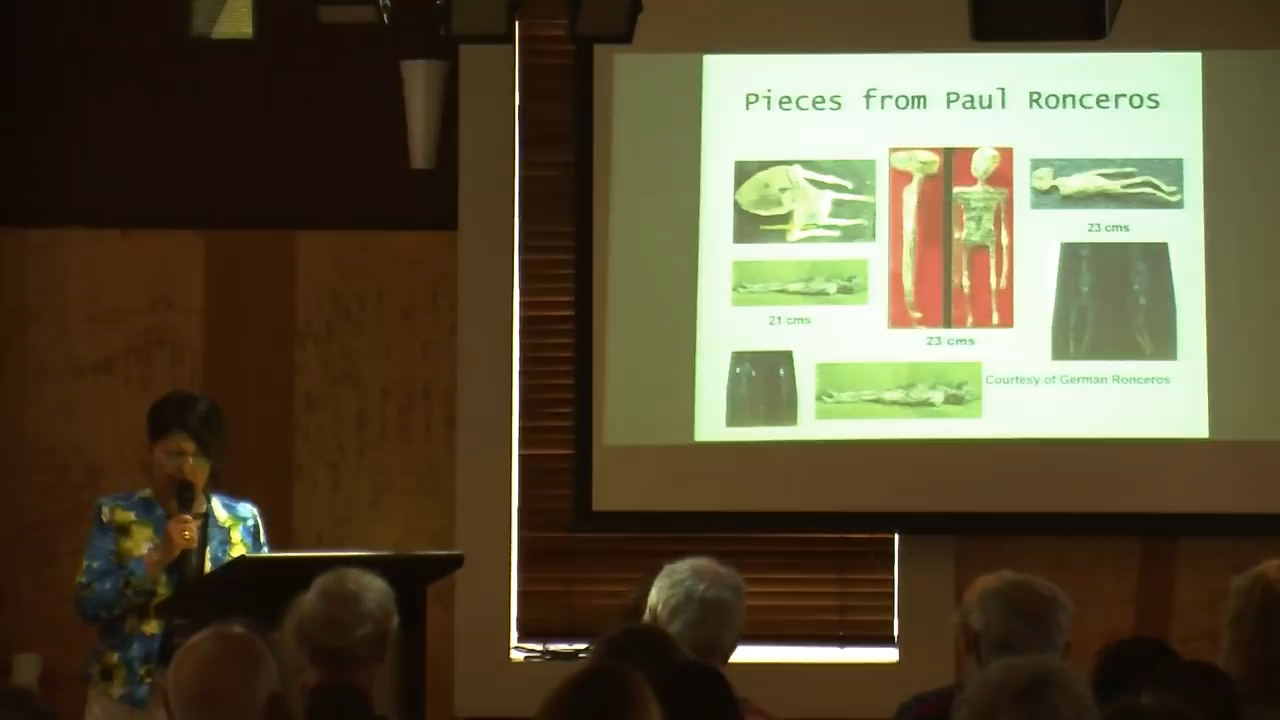 Pieces from Paul Ronceros
23 cms
21 cms
23 cms
Courtesy of German Ronceros